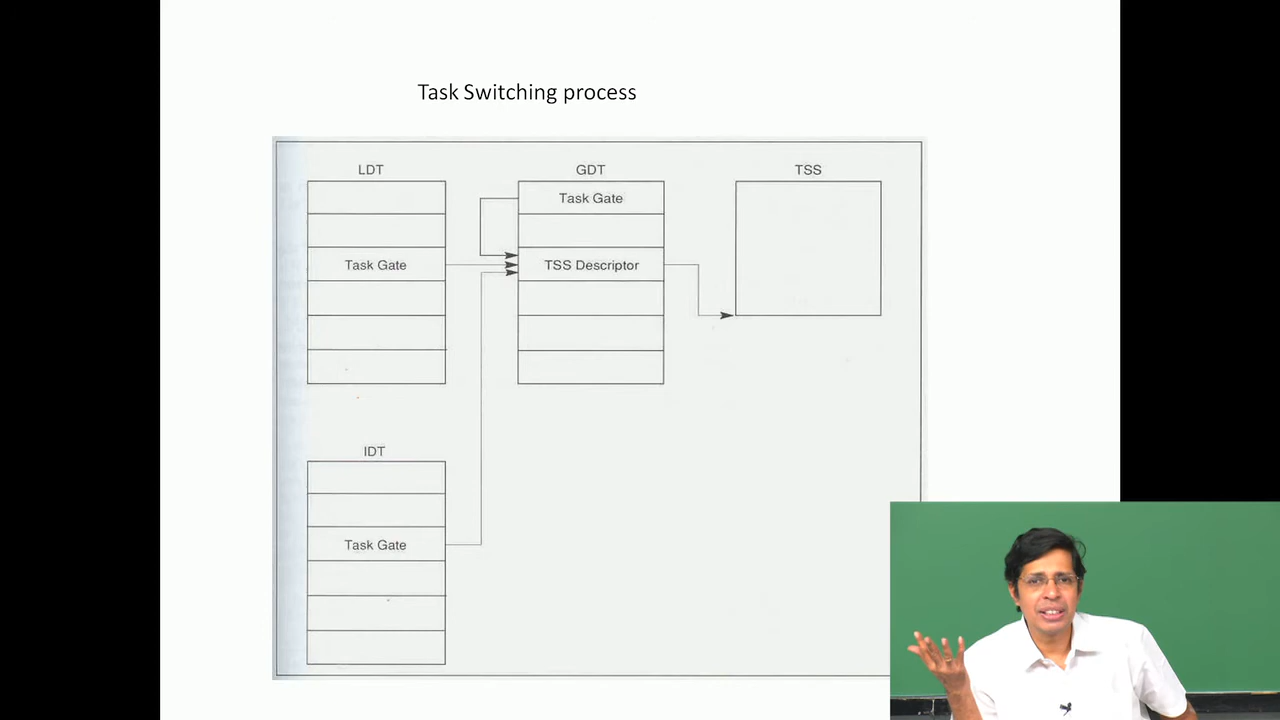 Task Switching process
LDT
GDT
TSS
Task Gate
Task Gate
TSS Descriptor
IDT
Task Gate